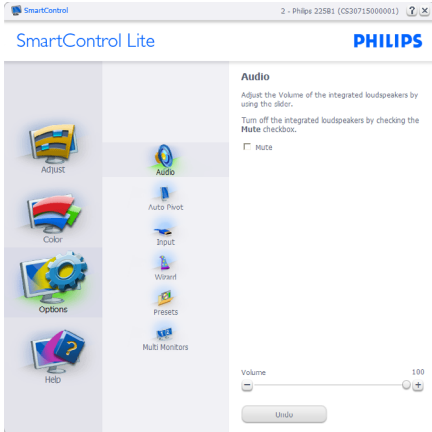 SmartControl
2 - Philips 225B1 (CS30715000001)
SmartControl Lite
PHILIPS
Adjust
Color
Options
Help
Audio
Auto Pivot
Input
Wizard
Presets
Multi Monitors
Audio
Adjust the Volume of the integrated loudspeakers by
using the slider.
Turn off the integrated loudspeakers by checking the
Mute checkbox.
Mute
Volume
100
Undo